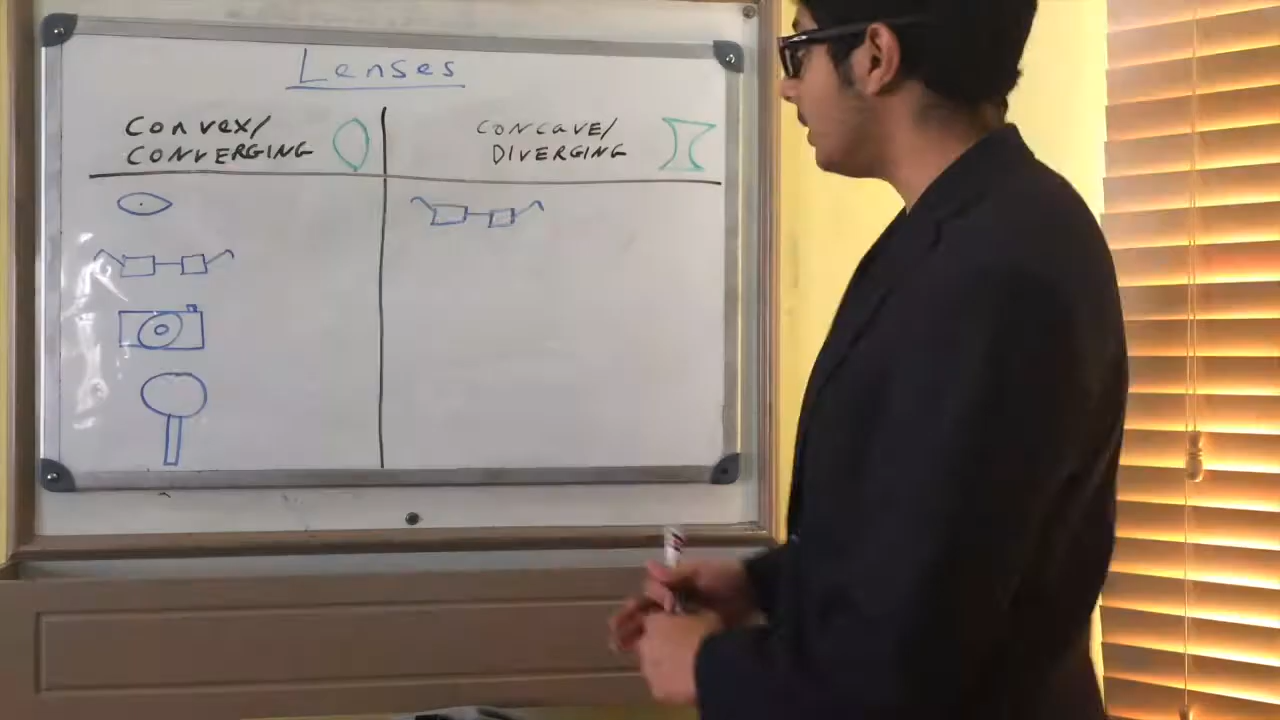 Lenses
Convex/
CONVERGING
CONCAVE/
DIVERGING